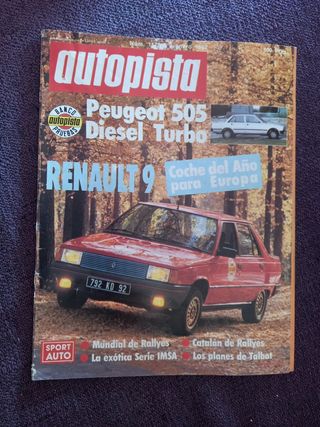 autopista
BANCO
autopista
PRUEBAS
Peugeot 505
Diesel Turbo
RENAULT 9
Coche del Año
para Europa
792 KD 92
SPORT
AUTO
Mundial de Rallyes
Catalán de Rallyes
La exótica Serie IMSA
Los planes de Talbot